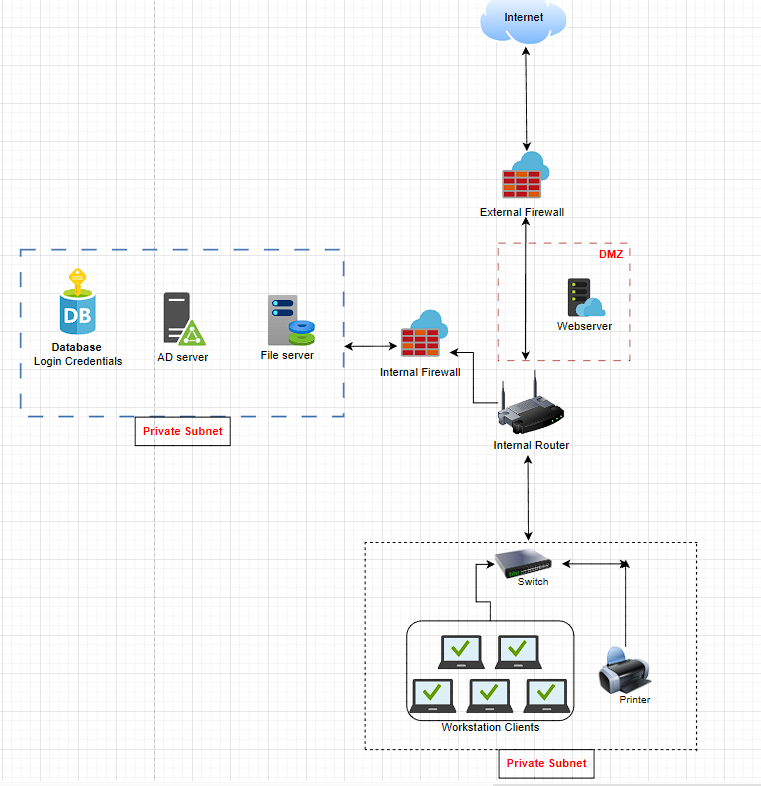 Internet
External Firewall
DMZ
Webserver
DB
Database
Login Credentials
AD server
File server
Internal Firewall
Private Subnet
Internal Router
Switch
Printer
Workstation Clients
Private Subnet